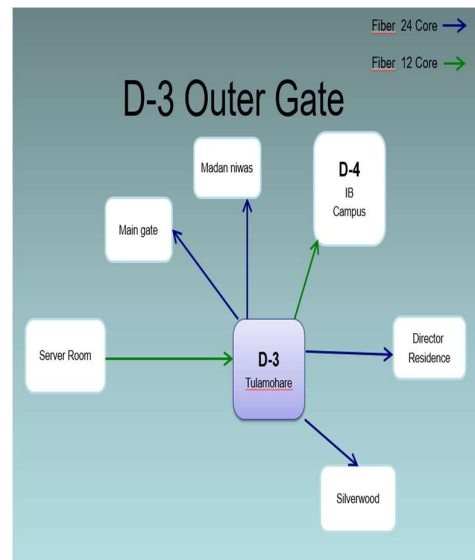 Fiber 24 Core
Fiber 12 Core
D-3 Outer Gate
Madan niwas
D-4
IB
Campus
Main gate
Server Room
D-3
Tulamohare
Director
Residence
Silverwood